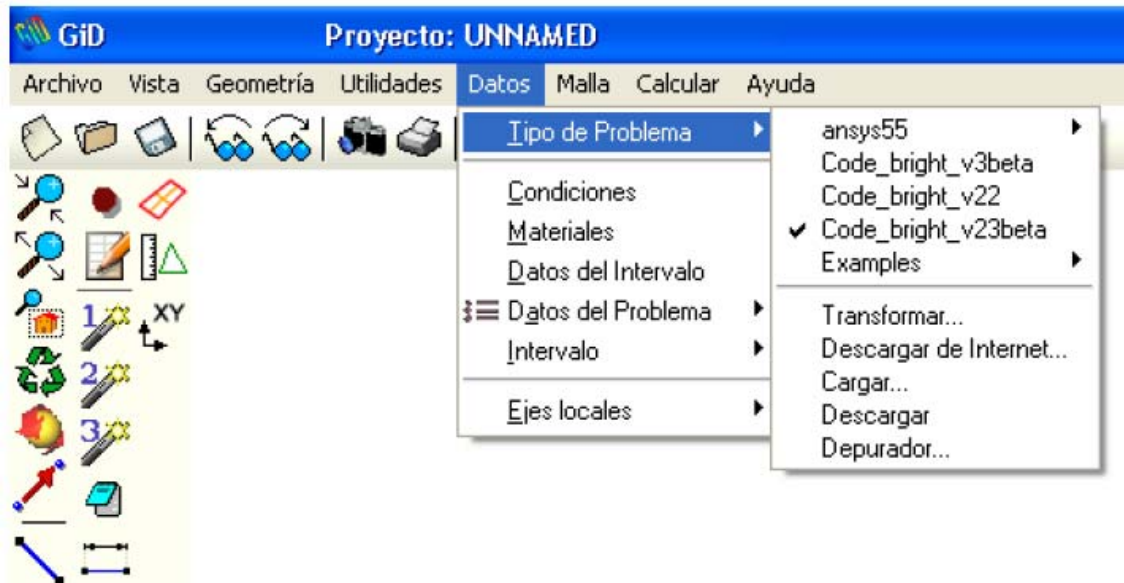 GiD Proyecto: UNNAMED
Archivo Vista Geometría Utilidades Datos Malla Calcular Ayuda
Tipo de Problema
Condiciones
Materiales
Datos del Intervalo
Datos del Problema
Intervalo
Ejes locales
ansys55
Code_bright_v3beta
Code_bright_v22
Code_bright_v23beta
Examples
Transformar...
Descargar de Internet...
Cargar...
Descargar
Depurador...
1
XY
2
3